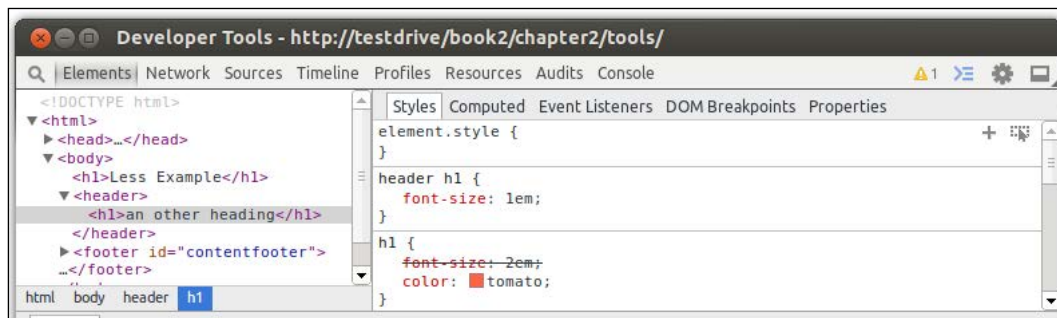 Developer Tools - http://testdrive/book2/chapter2/tools/
Elements Network Sources Timeline Profiles Resources Audits Console
1
<!DOCTYPE html>
▼<html>
▶<head>…</head>
▼<body>
<h1>Less Example</h1>
▼<header>
<h1>an other heading</h1>
</header>
▶<footer id="contentfooter">
…</footer>
html body header h1
Styles Computed Event Listeners DOM Breakpoints Properties
element.style {
}
header h1 {
font-size: 1em;
}
h1 {
font-size: 2em;
color: tomato;
}